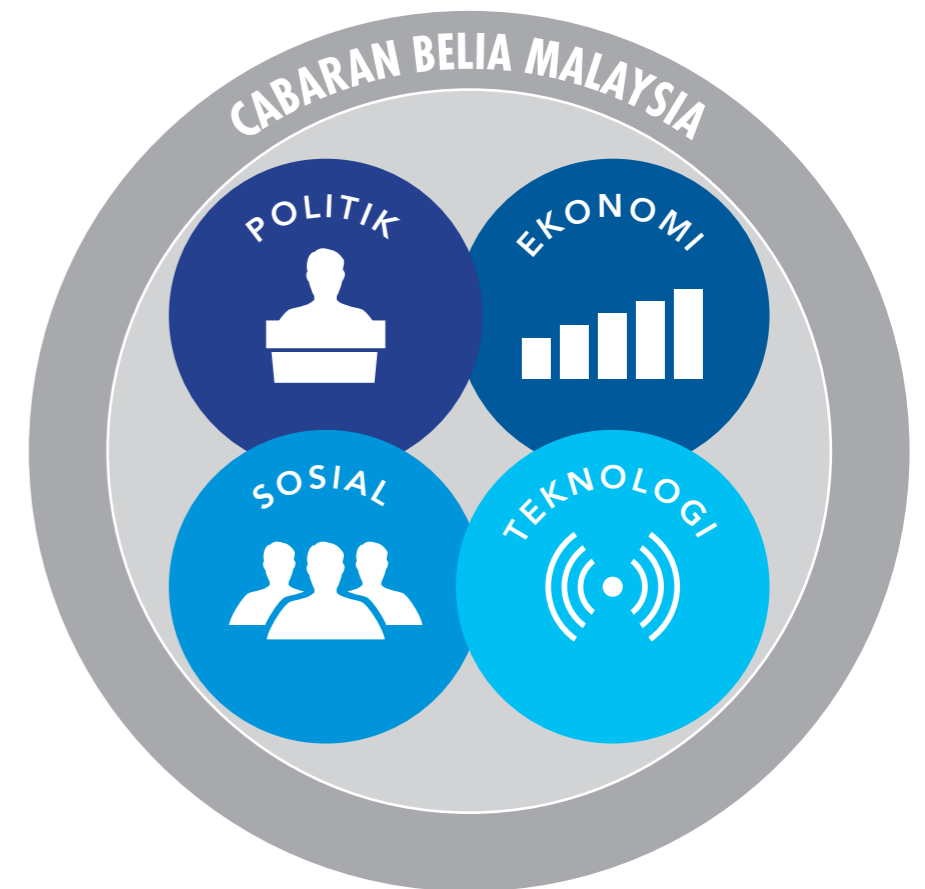 CABARAN BELIA MALAYSIA
POLITIK
EKONOMI
SOSIAL
TEKNOLOGI